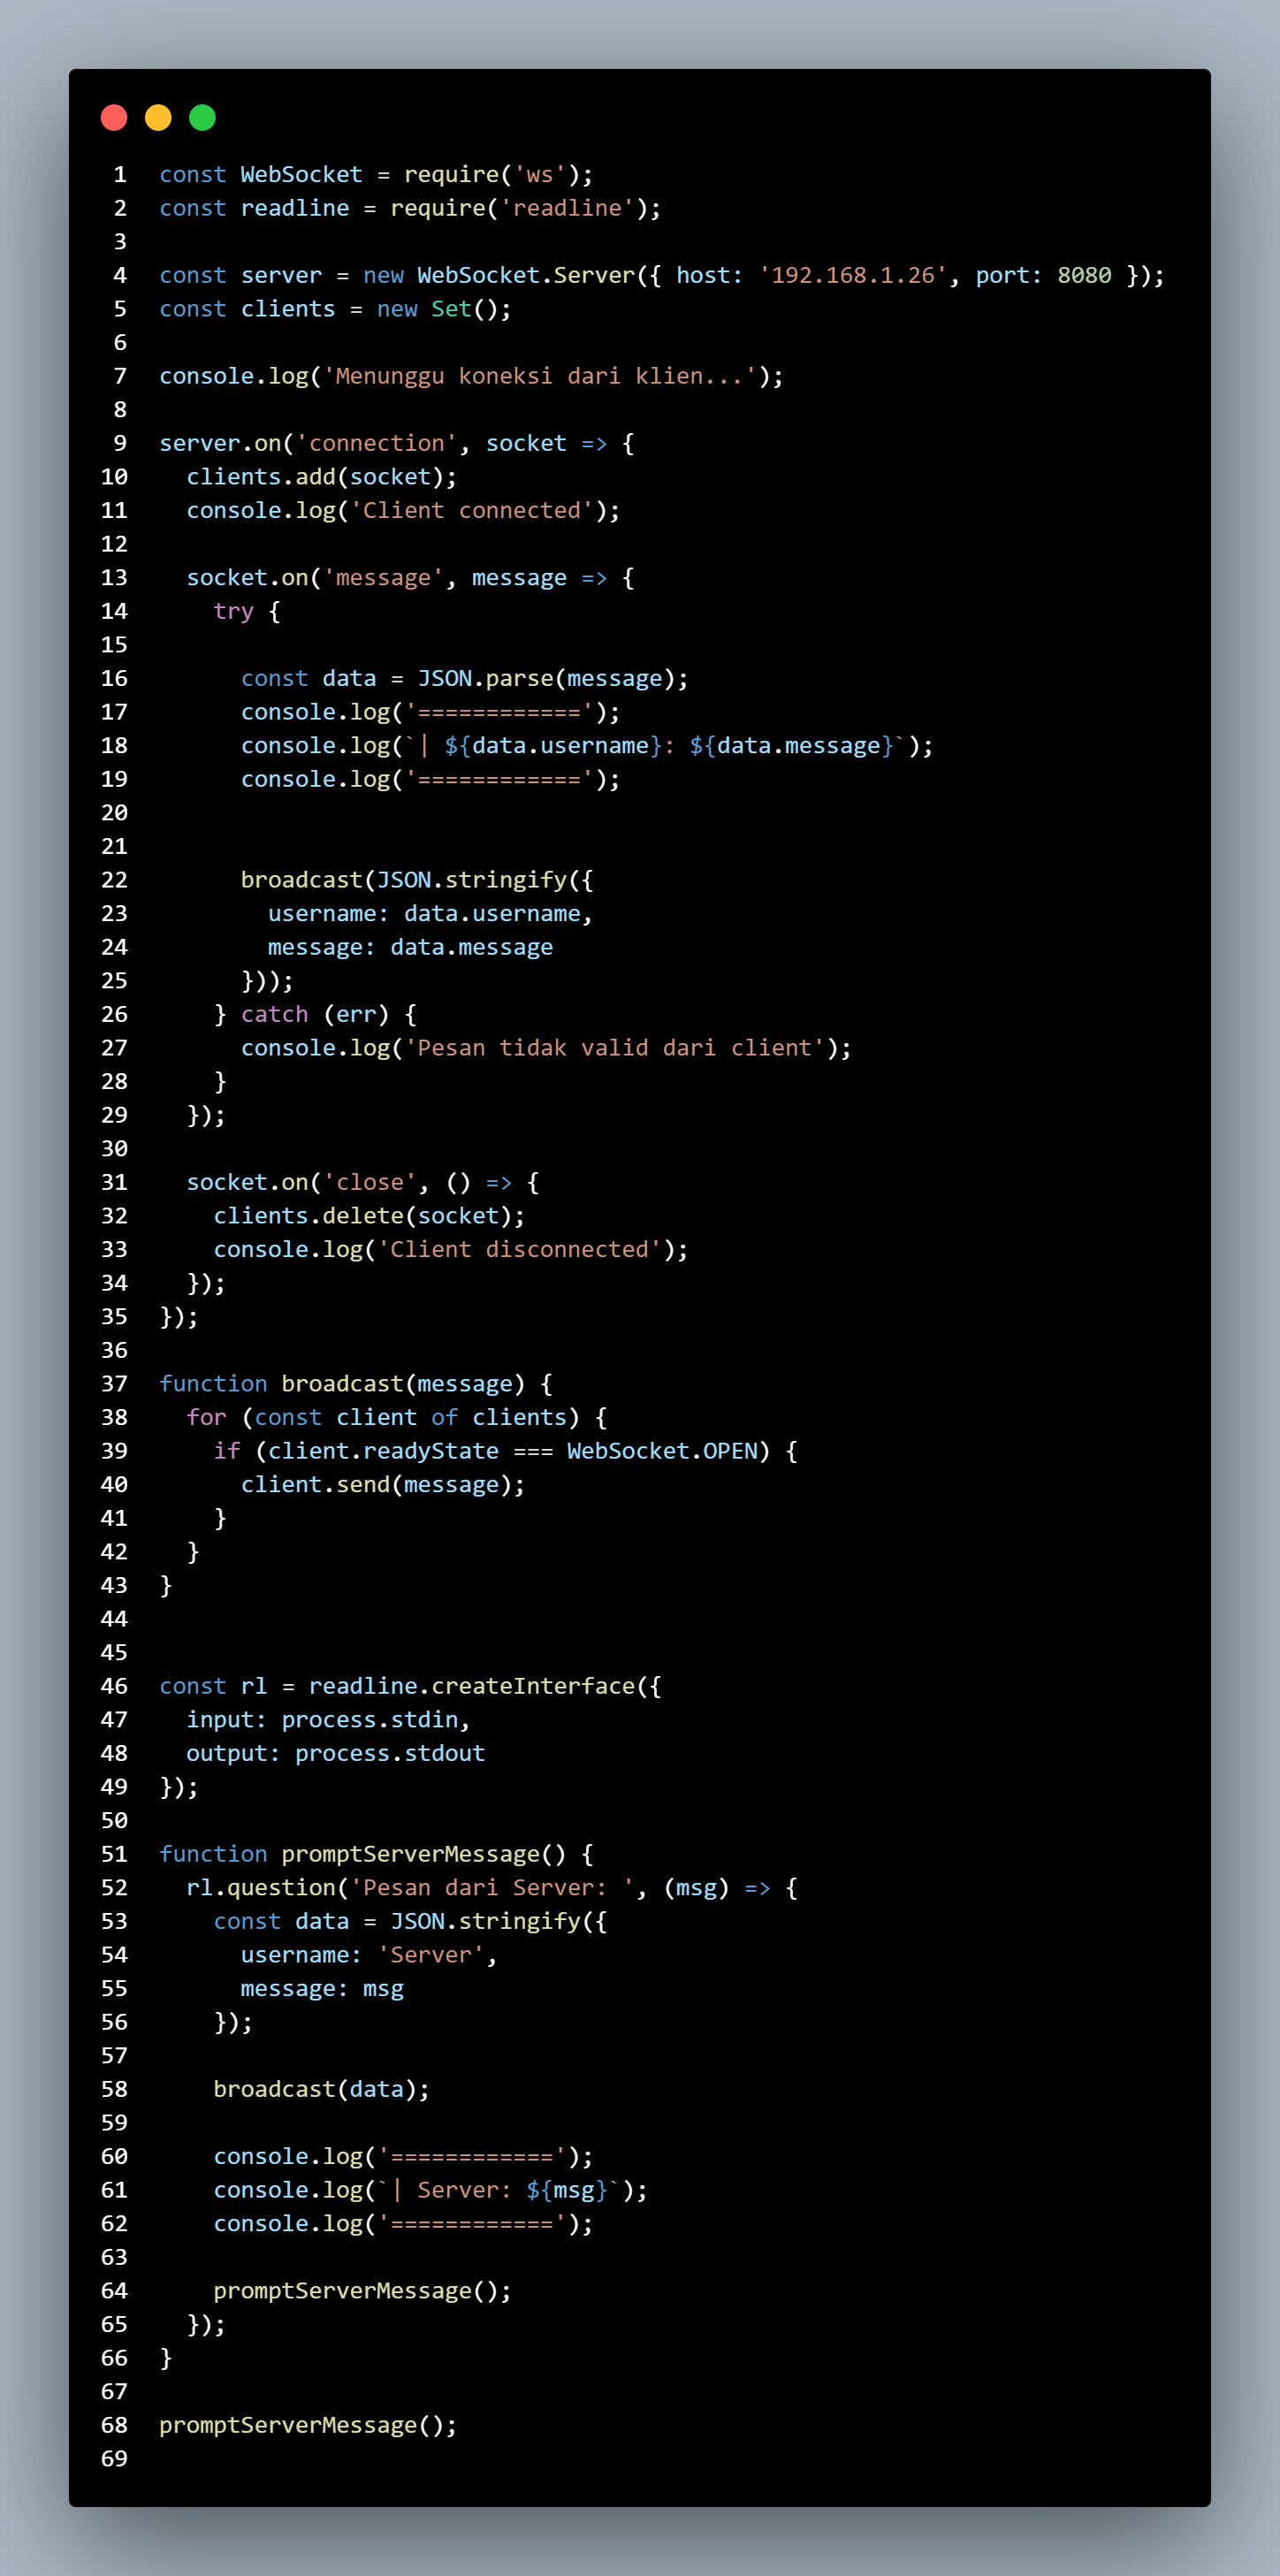 1 const WebSocket = require('ws');
2 const readline = require('readline');
3
4 const server = new WebSocket.Server({ host: '192.168.1.26', port: 8080 });
5 const clients = new Set();
6
7 console.log('Menunggu koneksi dari klien...');
8
9 server.on('connection', socket => {
10   clients.add(socket);
11   console.log('Client connected');
12
13   socket.on('message', message => {
14     try {
15
16       const data = JSON.parse(message);
17       console.log('============');
18       console.log(`| ${data.username}: ${data.message}`);
19       console.log('============');
20
21
22       broadcast(JSON.stringify({
23         username: data.username,
24         message: data.message
25       }));
26     } catch (err) {
27       console.log('Pesan tidak valid dari client');
28     }
29   });
30
31   socket.on('close', () => {
32     clients.delete(socket);
33     console.log('Client disconnected');
34   });
35 });
36
37 function broadcast(message) {
38   for (const client of clients) {
39     if (client.readyState === WebSocket.OPEN) {
40       client.send(message);
41     }
42   }
43 }
44
45
46 const rl = readline.createInterface({
47   input: process.stdin,
48   output: process.stdout
49 });
50
51 function promptServerMessage() {
52   rl.question('Pesan dari Server: ', (msg) => {
53     const data = JSON.stringify({
54       username: 'Server',
55       message: msg
56     });
57
58     broadcast(data);
59
60     console.log('============');
61     console.log(`| Server: ${msg}`);
62     console.log('============');
63
64     promptServerMessage();
65   });
66 }
67
68 promptServerMessage();
69